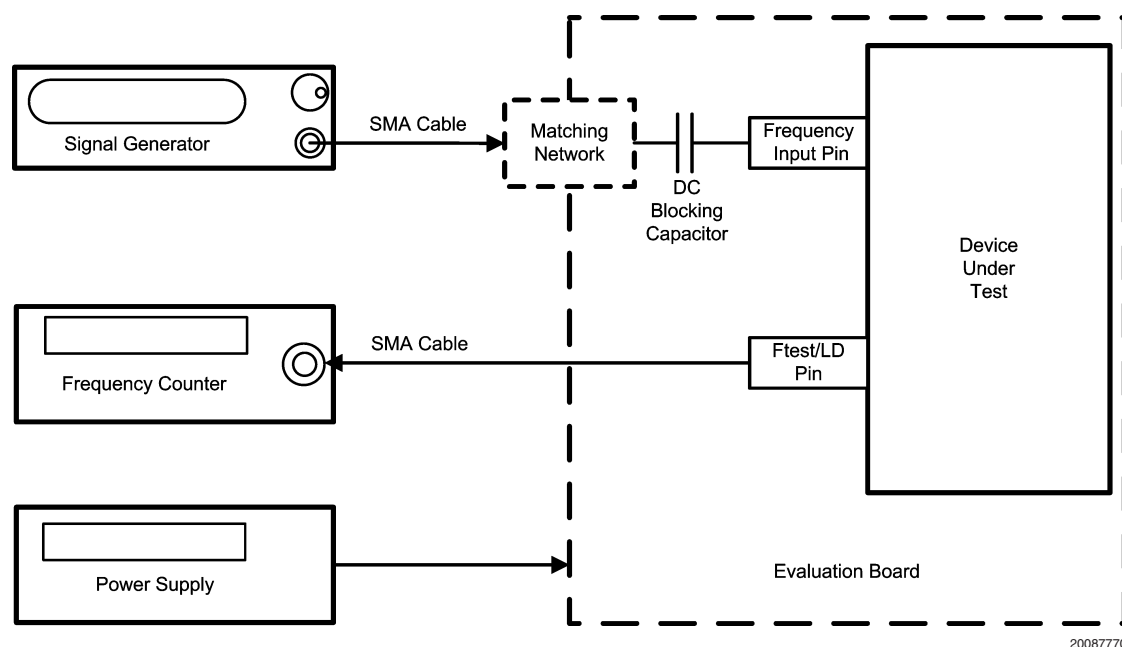 Signal Generator
SMA Cable
Matching
Network
DC
Blocking
Capacitor
Frequency
Input Pin
Device
Under
Test
Frequency Counter
SMA Cable
Ftest/LD
Pin
Power Supply
Evaluation Board
20087770